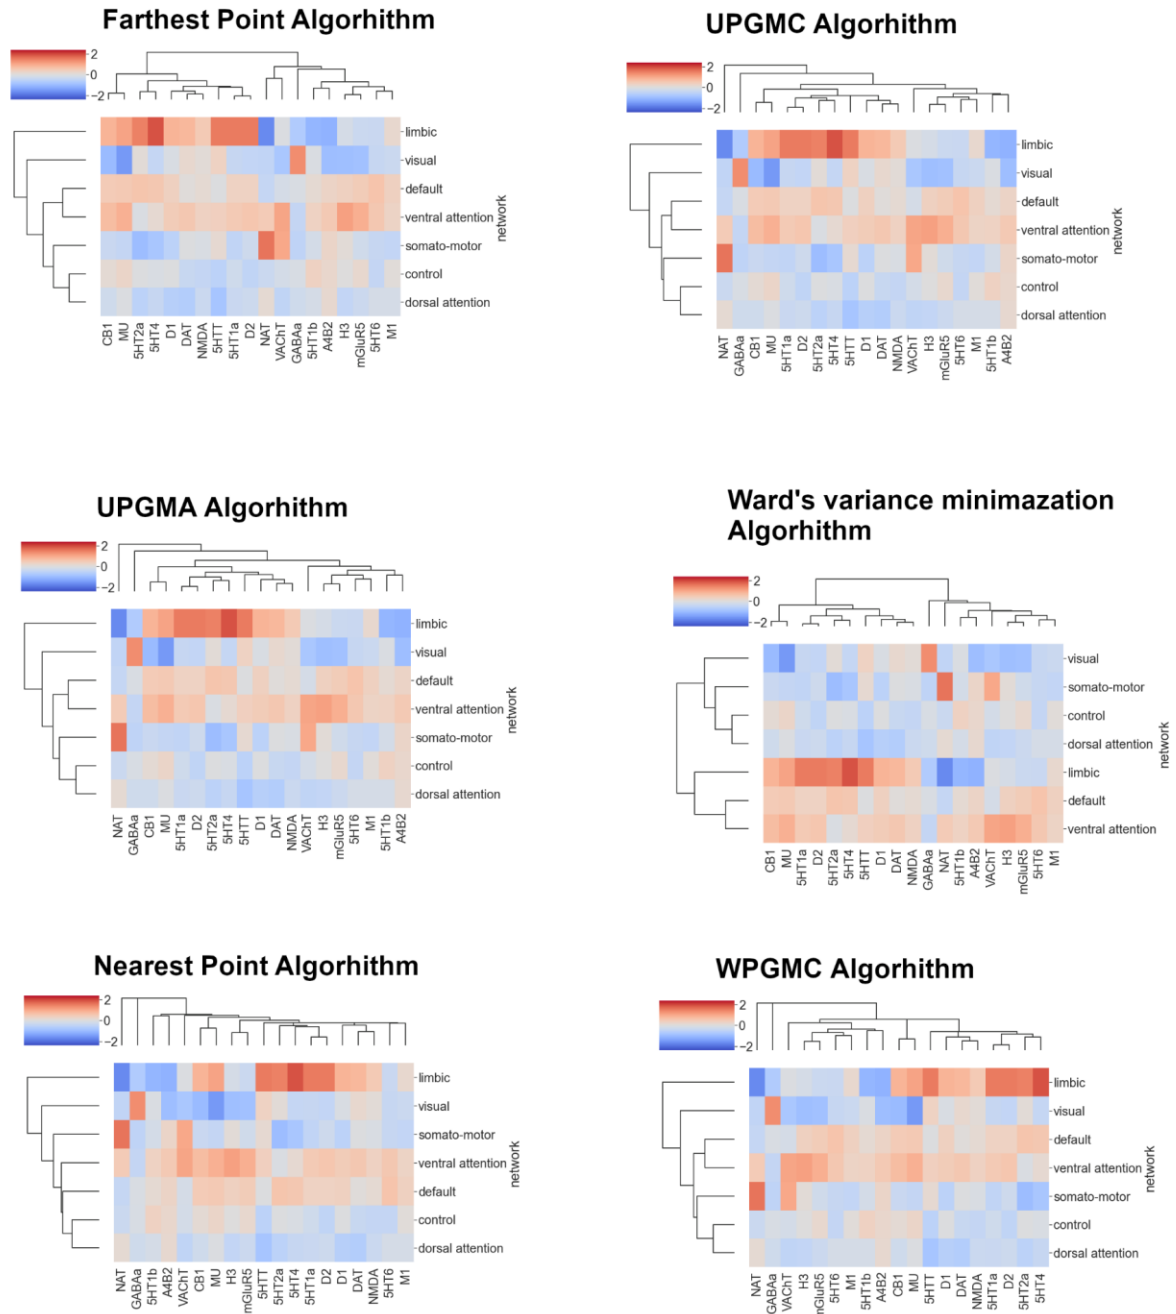 Farthest Point Algorhithm
2
0
−2
limbic
visual
default
ventral attention
somato-motor
control
dorsal attention
network
CB1 MU 5HT2a 5HT4 D1 DAT NMDA 5HTT 5HT1a D2 NAT VAChT GABAa 5HT1b A4B2 H3 mGluR5 5HT6 M1
UPGMC Algorhithm
2
0
−2
limbic
visual
default
ventral attention
somato-motor
control
dorsal attention
network
NAT GABAa CB1 MU 5HT1a D2 5HT2a 5HT4 5HTT D1 DAT NMDA VAChT H3 mGluR5 5HT6 M1 5HT1b A4B2
UPGMA Algorhithm
2
0
−2
limbic
visual
default
ventral attention
somato-motor
control
dorsal attention
network
NAT GABAa CB1 MU 5HT1a D2 5HT2a 5HT4 5HTT D1 DAT NMDA VAChT H3 mGluR5 5HT6 M1 5HT1b A4B2
Ward's variance minimazation
Algorhithm
2
0
−2
visual
somato-motor
control
dorsal attention
limbic
default
ventral attention
network
CB1 MU 5HT1a D2 5HT2a 5HT4 5HTT D1 DAT NMDA GABAa NAT 5HT1b A4B2 VAChT H3 mGluR5 5HT6 M1
Nearest Point Algorhithm
2
0
−2
limbic
visual
somato-motor
ventral attention
default
control
dorsal attention
network
NAT GABAa 5HT1b A4B2 VAChT CB1 MU H3 mGluR5 5HTT 5HT2a 5HT4 5HT1a D2 D1 DAT NMDA 5HT6 M1
WPGMC Algorhithm
2
0
−2
limbic
visual
default
ventral attention
somato-motor
control
dorsal attention
network
NAT GABAa VAChT H3 mGluR5 5HT6 M1 5HT1b A4B2 CB1 MU 5HTT D1 DAT NMDA 5HT1a D2 5HT2a 5HT4